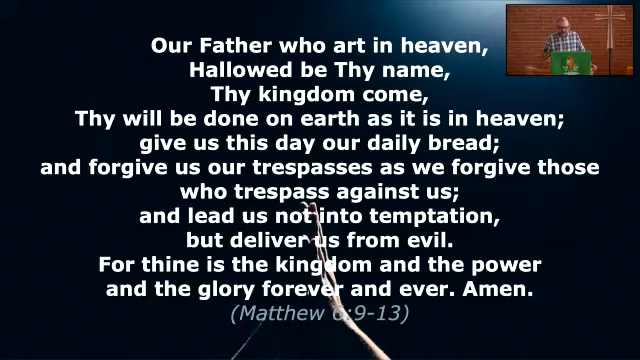 Our Father who art in heaven,
Hallowed be Thy name,
Thy kingdom come,
Thy will be done on earth as it is in heaven;
give us this day our daily bread;
and forgive us our trespasses as we forgive those
who trespass against us;
and lead us not into temptation,
but deliver us from evil.
For thine is the kingdom and the power
and the glory forever and ever. Amen.
(Matthew 6:9-13)